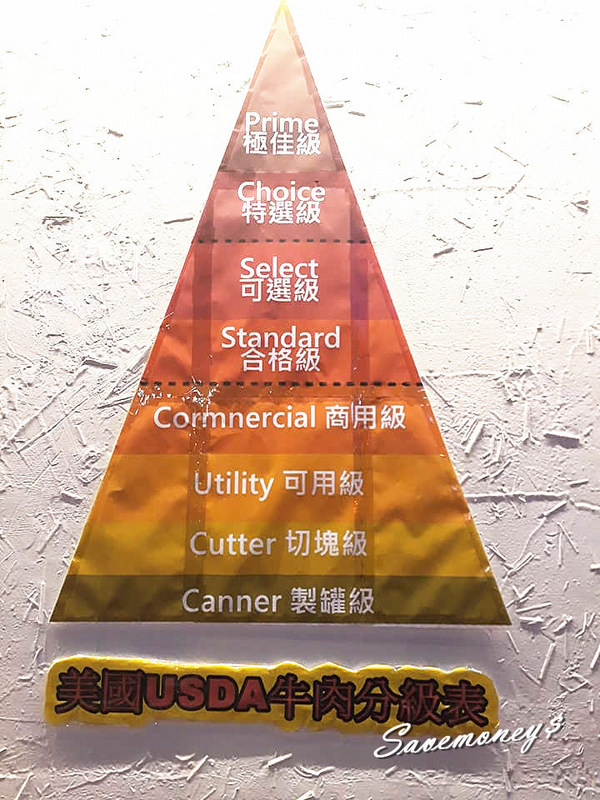 Prime
極佳級
Choice
特選級
Select
可選級
Standard
合格級
Cormnercial 商用級
Utility 可用級
Cutter 切塊級
Canner 製罐級
美國USDA牛肉分級表
Savemoney$